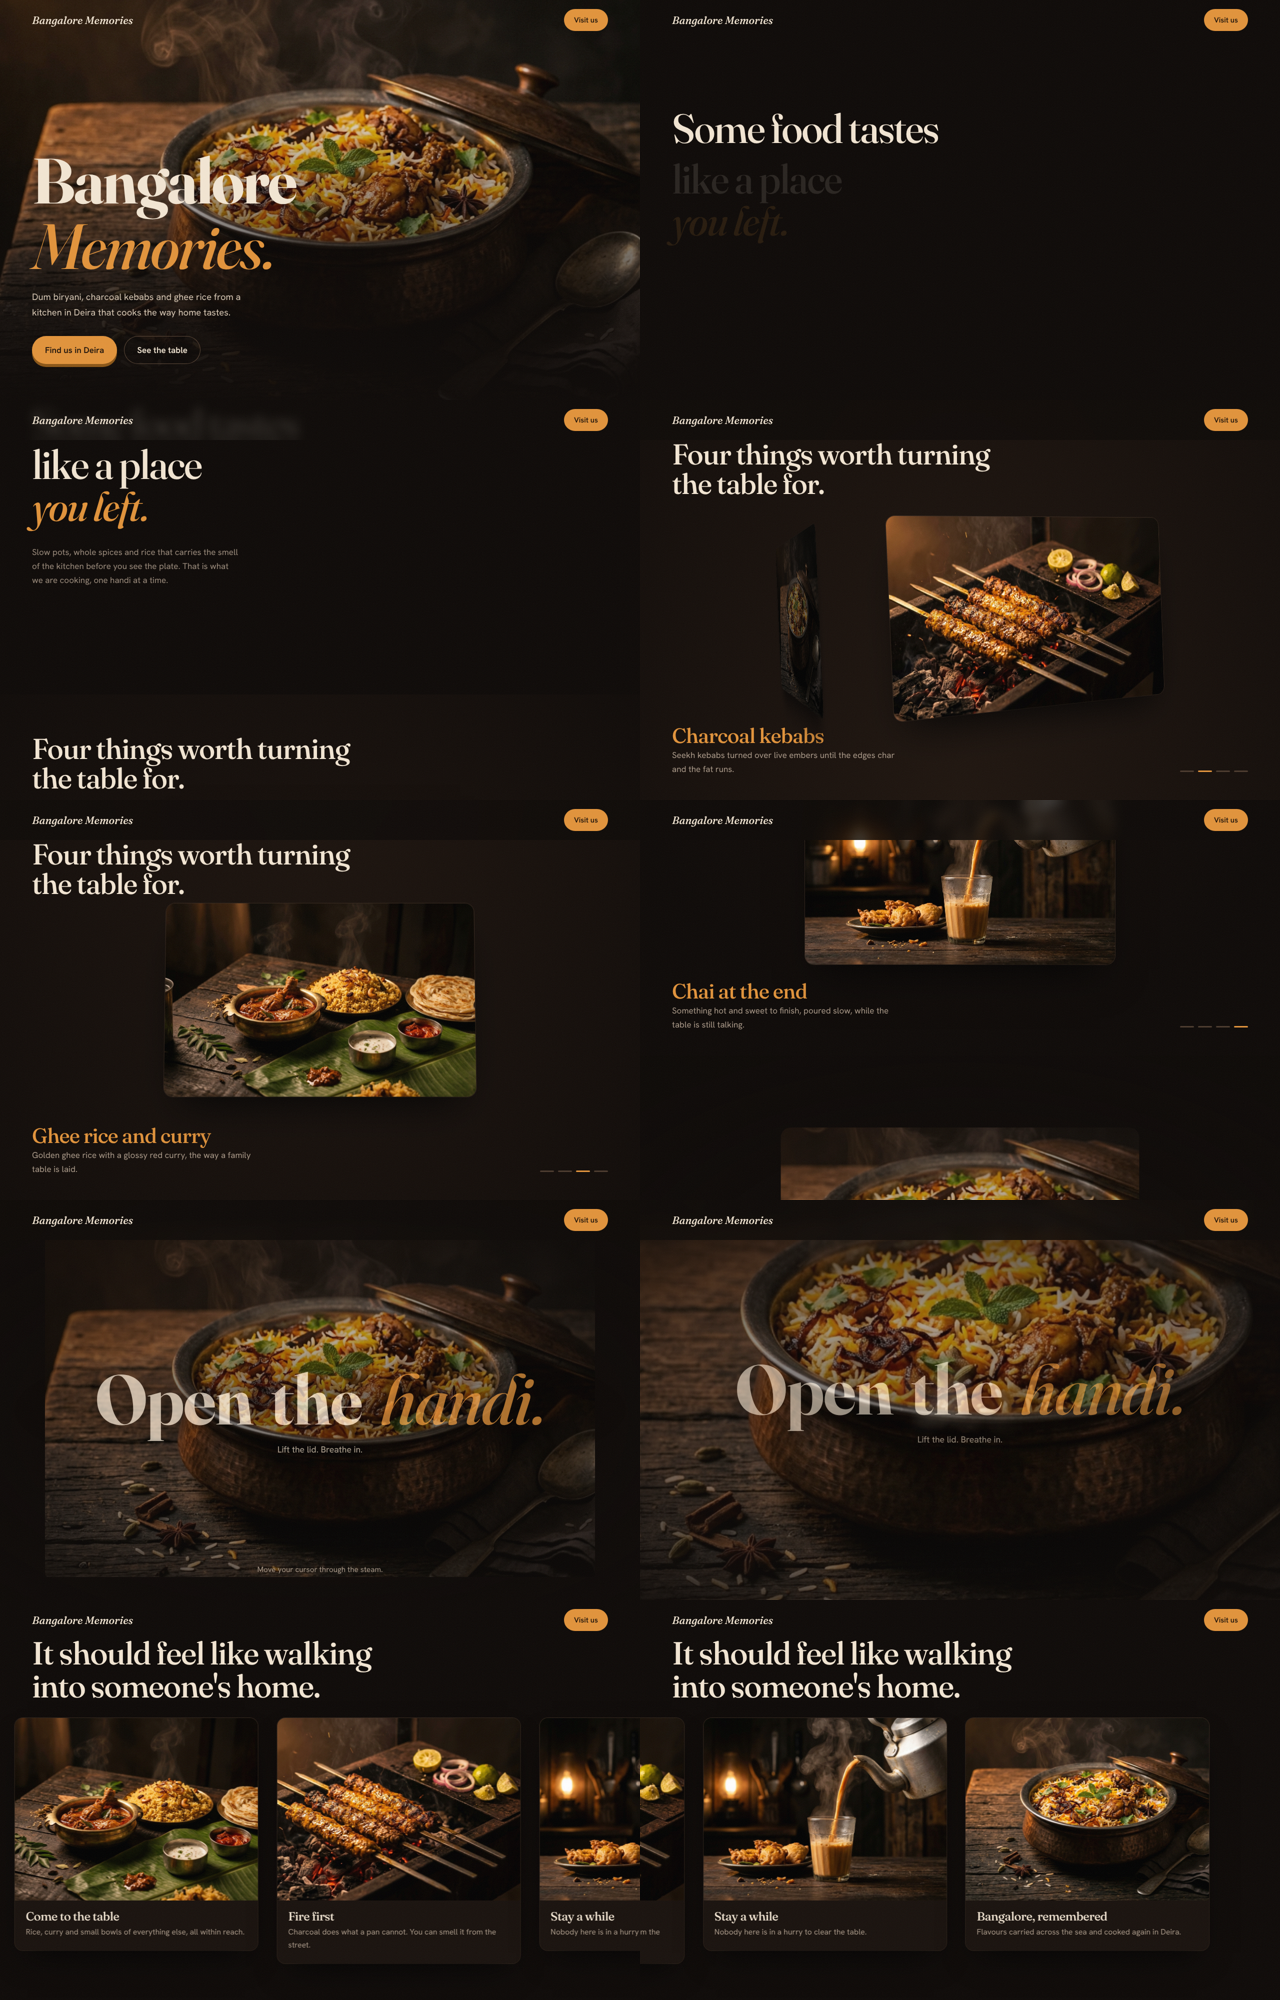 Bangalore Memories
Visit us
Bangalore
Memories.
Dum biryani, charcoal kebabs and ghee rice from a
kitchen in Deira that cooks the way home tastes.
Find us in Deira
See the table
Bangalore Memories
Visit us
Some food tastes
like a place
you left.
Bangalore Memories
Visit us
food tastes
like a place
you left.
Slow pots, whole spices and rice that carries the smell
of the kitchen before you see the plate. That is what
we are cooking, one handi at a time.
Four things worth turning
the table for.
Bangalore Memories
Visit us
Four things worth turning
the table for.
Charcoal kebabs
Seekh kebabs turned over live embers until the edges char
and the fat runs.
Bangalore Memories
Visit us
Four things worth turning
the table for.
Ghee rice and curry
Golden ghee rice with a glossy red curry, the way a family
table is laid.
Bangalore Memories
Visit us
Chai at the end
Something hot and sweet to finish, poured slow, while the
table is still talking.
Bangalore Memories
Visit us
Open the handi.
Lift the lid. Breathe in.
Move your cursor through the steam.
Bangalore Memories
Visit us
Open the handi.
Lift the lid. Breathe in.
Bangalore Memories
Visit us
It should feel like walking
into someone's home.
Come to the table
Rice, curry and small bowls of everything else, all within reach.
Fire first
Charcoal does what a pan cannot. You can smell it from the
street.
Stay a while
Nobody here is in a hurry
Bangalore Memories
Visit us
It should feel like walking
into someone's home.
m the
Stay a while
Nobody here is in a hurry to clear the table.
Bangalore, remembered
Flavours carried across the sea and cooked again in Deira.